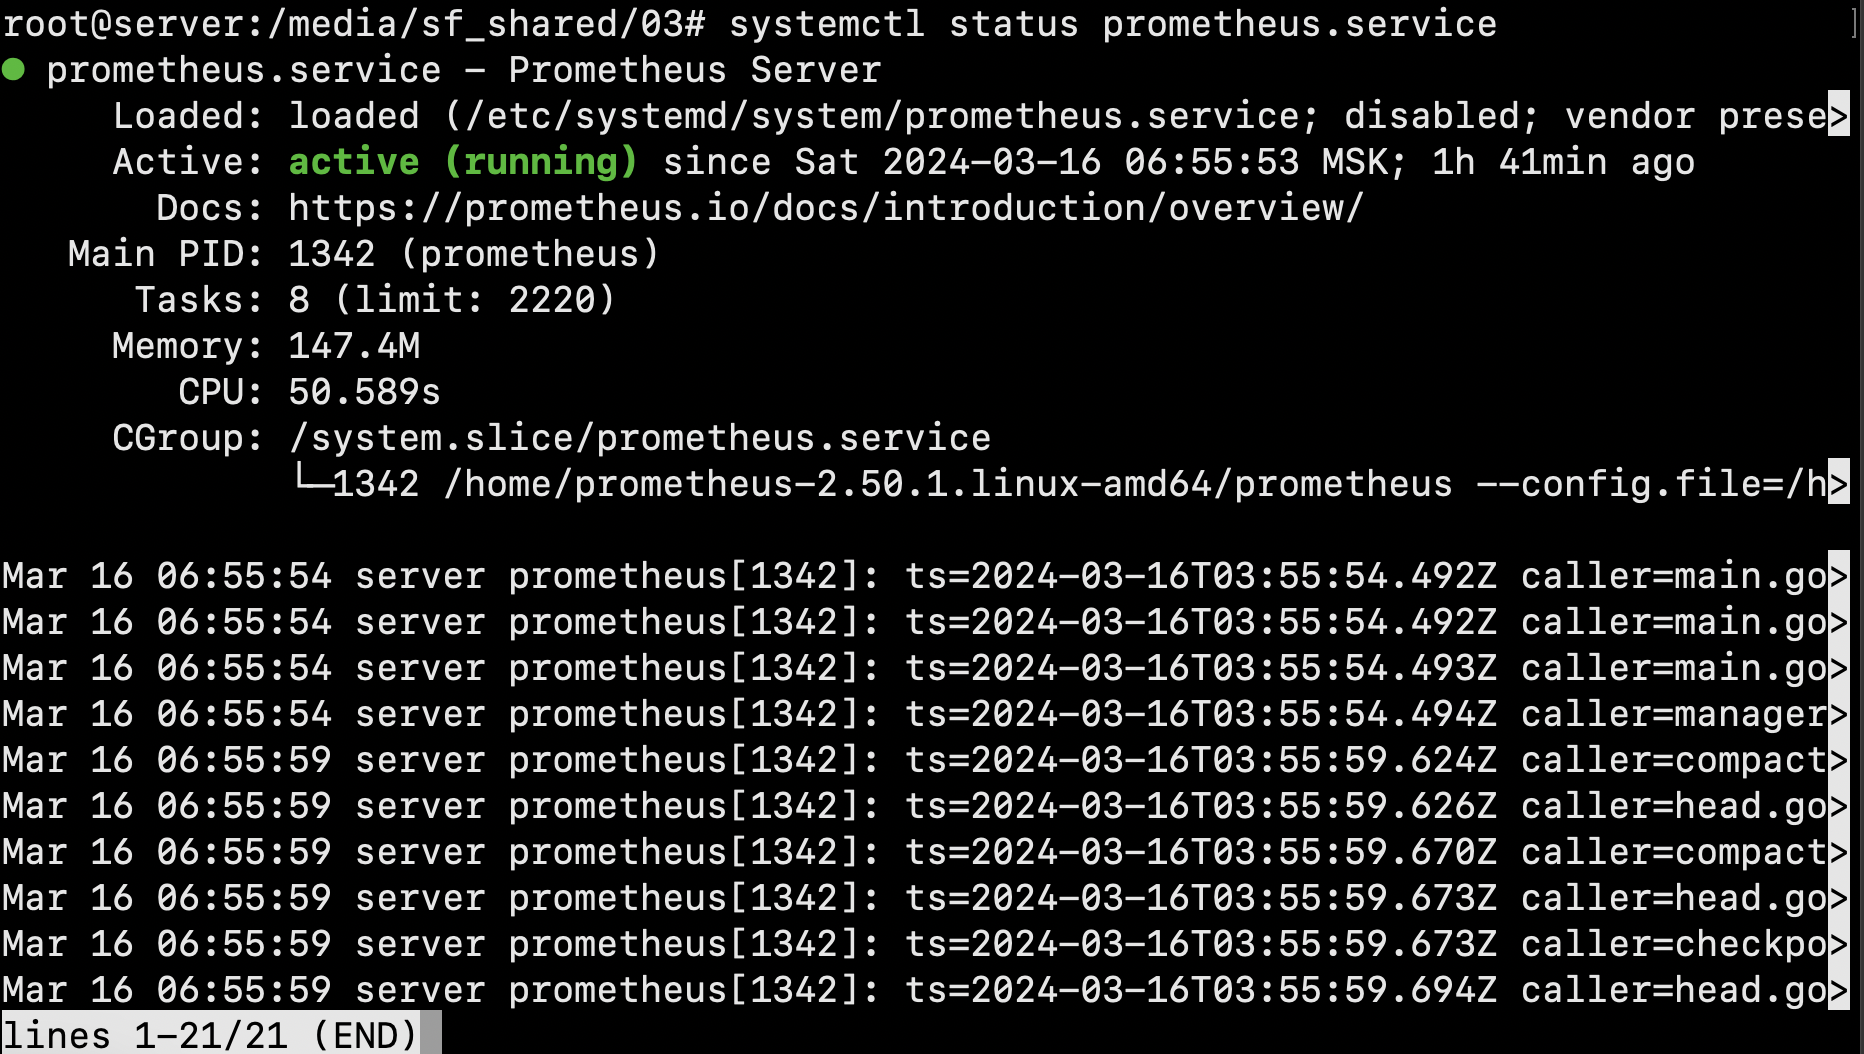 root@server:/media/sf_shared/03# systemctl status prometheus.service
● prometheus.service – Prometheus Server
Loaded: loaded (/etc/systemd/system/prometheus.service; disabled; vendor prese>
Active: active (running) since Sat 2024-03-16 06:55:53 MSK; 1h 41min ago
Docs: https://prometheus.io/docs/introduction/overview/
Main PID: 1342 (prometheus)
Tasks: 8 (limit: 2220)
Memory: 147.4M
CPU: 50.589s
CGroup: /system.slice/prometheus.service
└─1342 /home/prometheus-2.50.1.linux-amd64/prometheus --config.file=/h>
Mar 16 06:55:54 server prometheus[1342]: ts=2024-03-16T03:55:54.492Z caller=main.go>
Mar 16 06:55:54 server prometheus[1342]: ts=2024-03-16T03:55:54.492Z caller=main.go>
Mar 16 06:55:54 server prometheus[1342]: ts=2024-03-16T03:55:54.493Z caller=main.go>
Mar 16 06:55:54 server prometheus[1342]: ts=2024-03-16T03:55:54.494Z caller=manager>
Mar 16 06:55:59 server prometheus[1342]: ts=2024-03-16T03:55:59.624Z caller=compact>
Mar 16 06:55:59 server prometheus[1342]: ts=2024-03-16T03:55:59.626Z caller=head.go>
Mar 16 06:55:59 server prometheus[1342]: ts=2024-03-16T03:55:59.670Z caller=compact>
Mar 16 06:55:59 server prometheus[1342]: ts=2024-03-16T03:55:59.673Z caller=head.go>
Mar 16 06:55:59 server prometheus[1342]: ts=2024-03-16T03:55:59.673Z caller=checkpo>
Mar 16 06:55:59 server prometheus[1342]: ts=2024-03-16T03:55:59.694Z caller=head.go>
lines 1-21/21 (END)